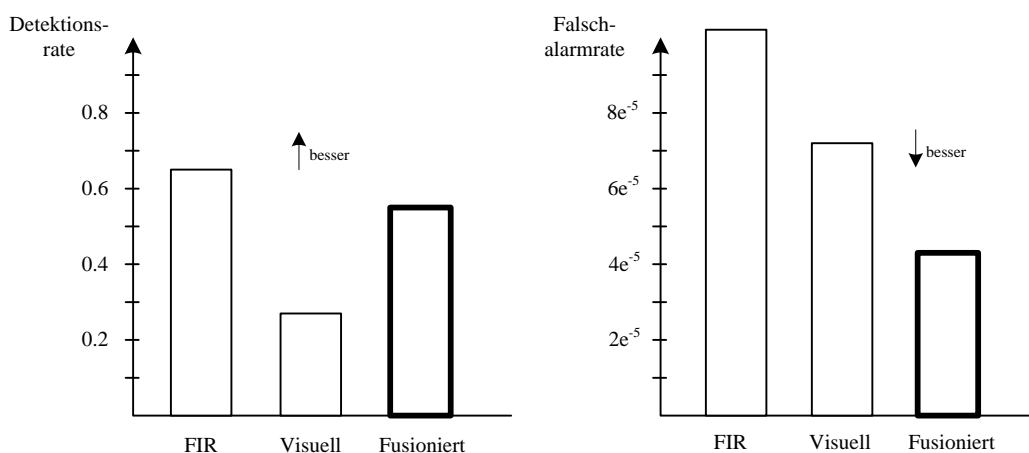 Detektions-
rate
0.8
0.6
0.4
0.2
besser
FIR
Visuell
Fusioniert
Falsch-
alarmrate
8e-5
6e-5
4e-5
2e-5
besser
FIR
Visuell
Fusioniert